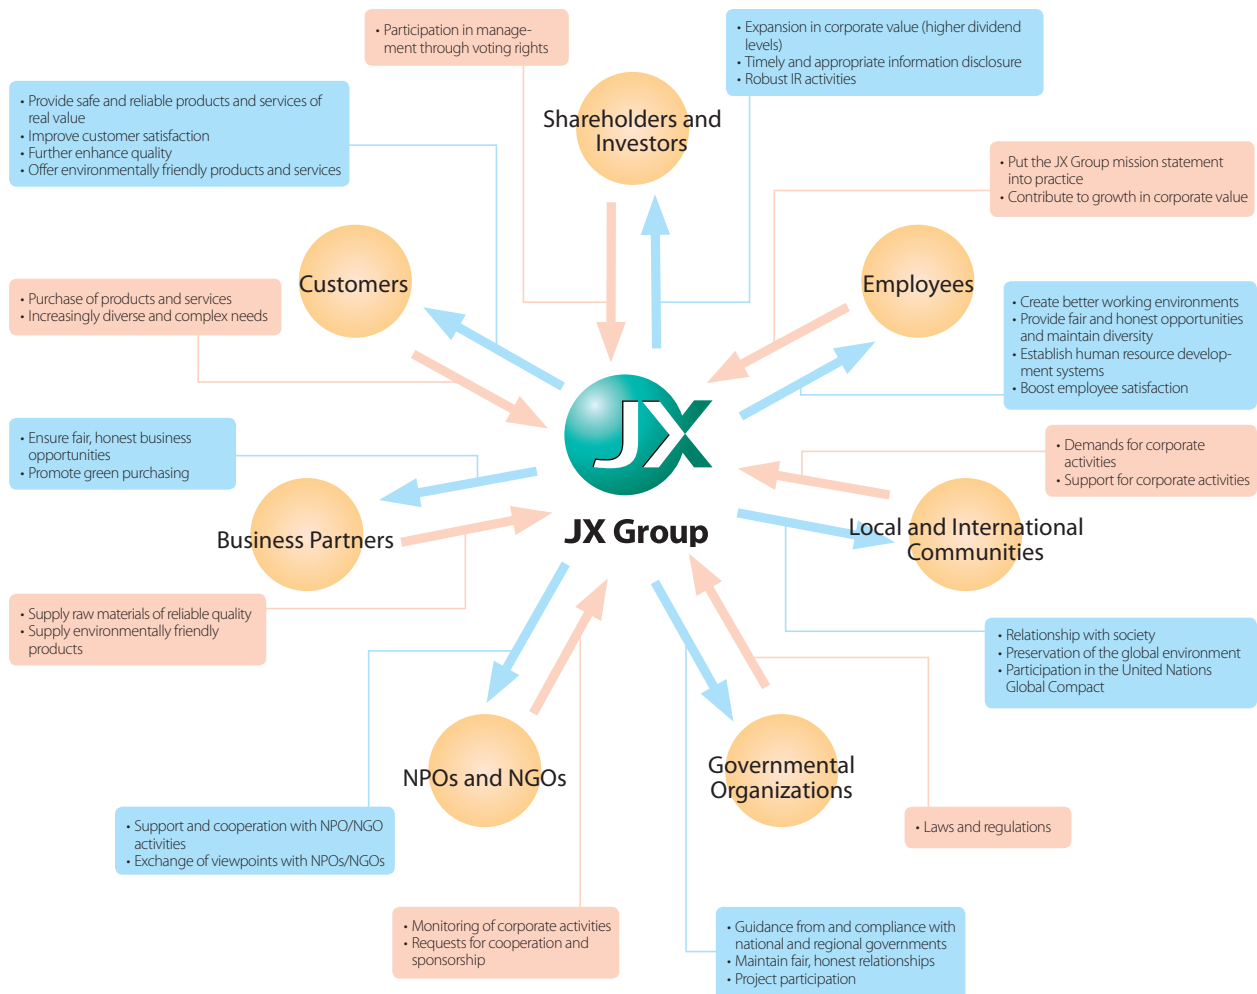 • Participation in manage-
ment through voting rights
• Expansion in corporate value (higher dividend
levels)
• Timely and appropriate information disclosure
• Robust IR activities
• Provide safe and reliable products and services of
real value
• Improve customer satisfaction
• Further enhance quality
• Offer environmentally friendly products and services
Shareholders and
Investors
• Put the JX Group mission statement
into practice
• Contribute to growth in corporate value
Customers
Employees
• Purchase of products and services
• Increasingly diverse and complex needs
• Create better working environments
• Provide fair and honest opportunities
and maintain diversity
• Establish human resource develop-
ment systems
• Boost employee satisfaction
JX
JX Group
• Ensure fair, honest business
opportunities
• Promote green purchasing
• Demands for corporate
activities
• Support for corporate activities
Business Partners
Local and International
Communities
• Supply raw materials of reliable quality
• Supply environmentally friendly
products
• Relationship with society
• Preservation of the global environment
• Participation in the United Nations
Global Compact
NPOs and NGOs
Governmental
Organizations
• Support and cooperation with NPO/NGO
activities
• Exchange of viewpoints with NPOs/NGOs
• Laws and regulations
• Monitoring of corporate activities
• Requests for cooperation and
sponsorship
• Guidance from and compliance with
national and regional governments
• Maintain fair, honest relationships
• Project participation